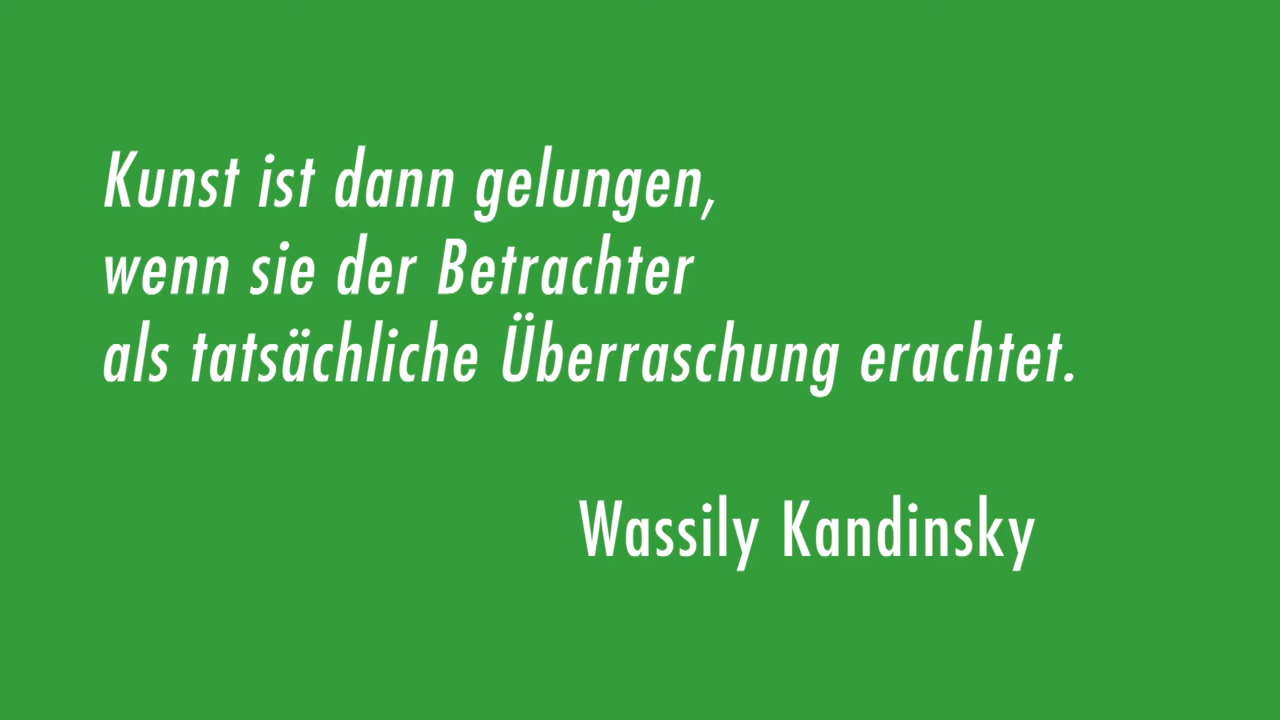 Kunst ist dann gelungen,
wenn sie der Betrachter
als tatsächliche Überraschung erachtet.
Wassily Kandinsky